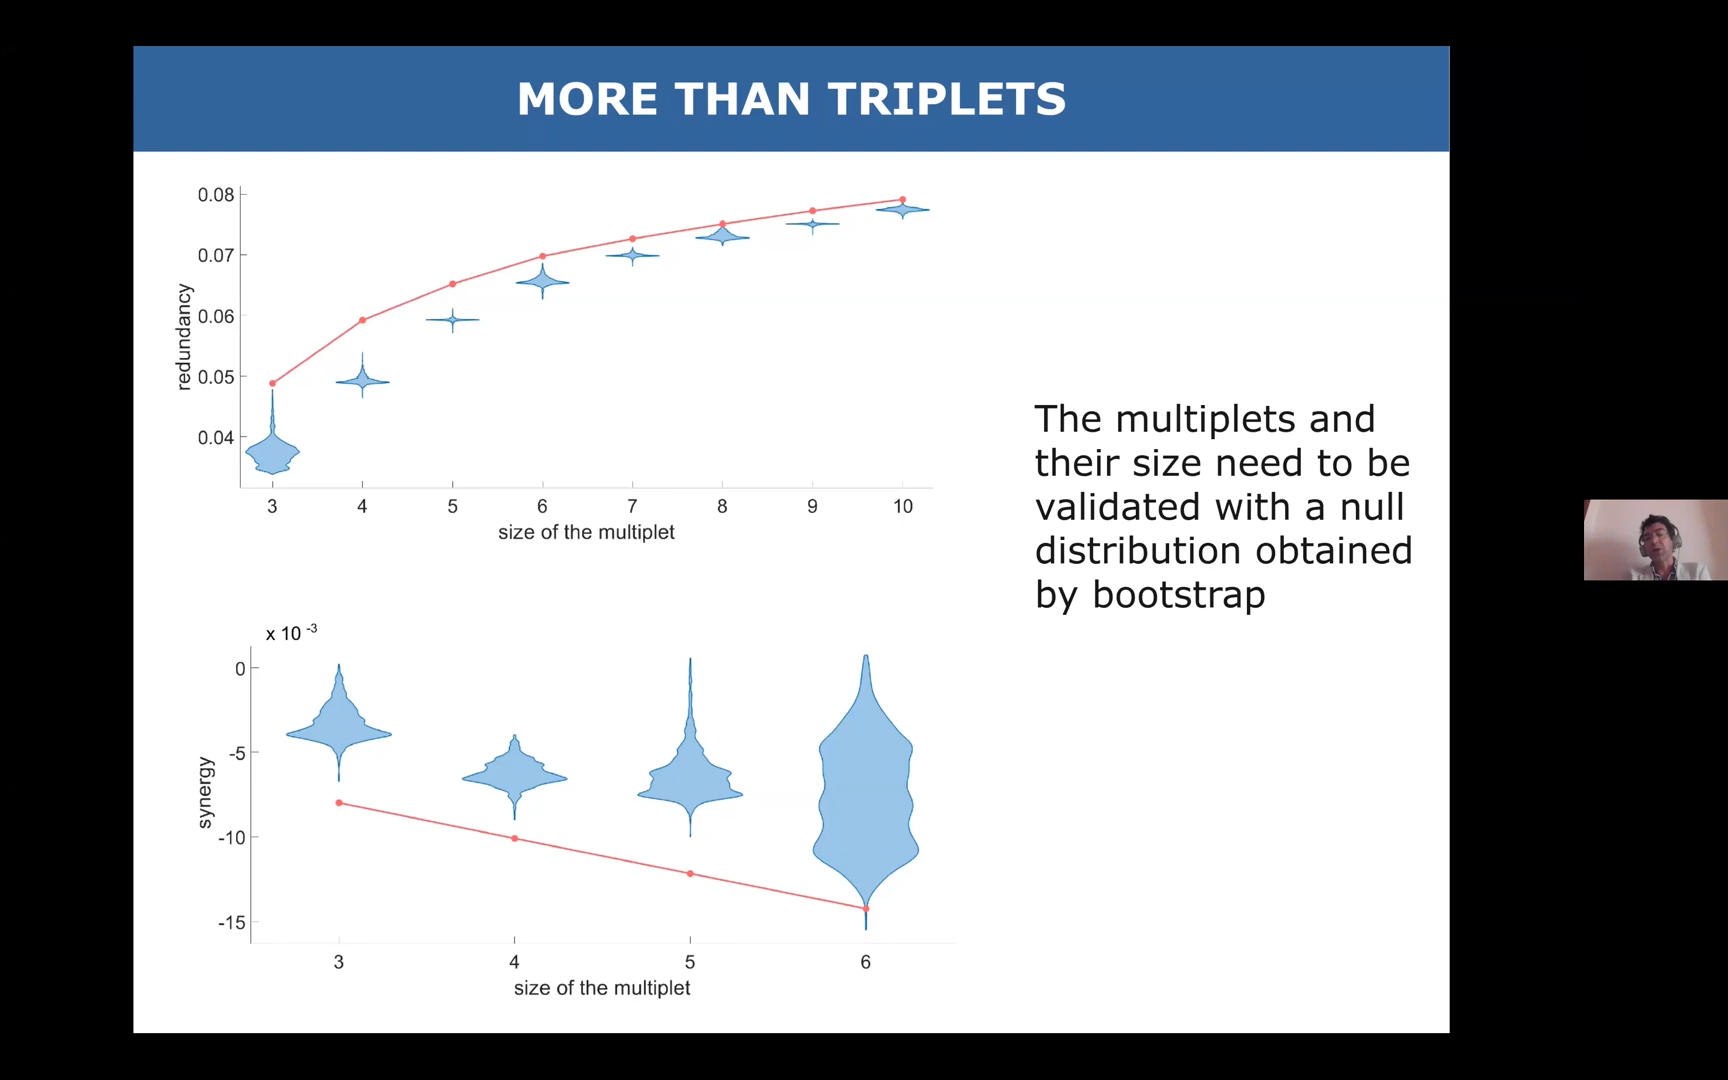 MORE THAN TRIPLETS
0.08
0.07
0.06
0.05
0.04
redundancy
3 4 5 6 7 8 9 10
size of the multiplet
The multiplets and
their size need to be
validated with a null
distribution obtained
by bootstrap
x 10 -3
0
-5
-10
-15
synergy
3 4 5 6
size of the multiplet